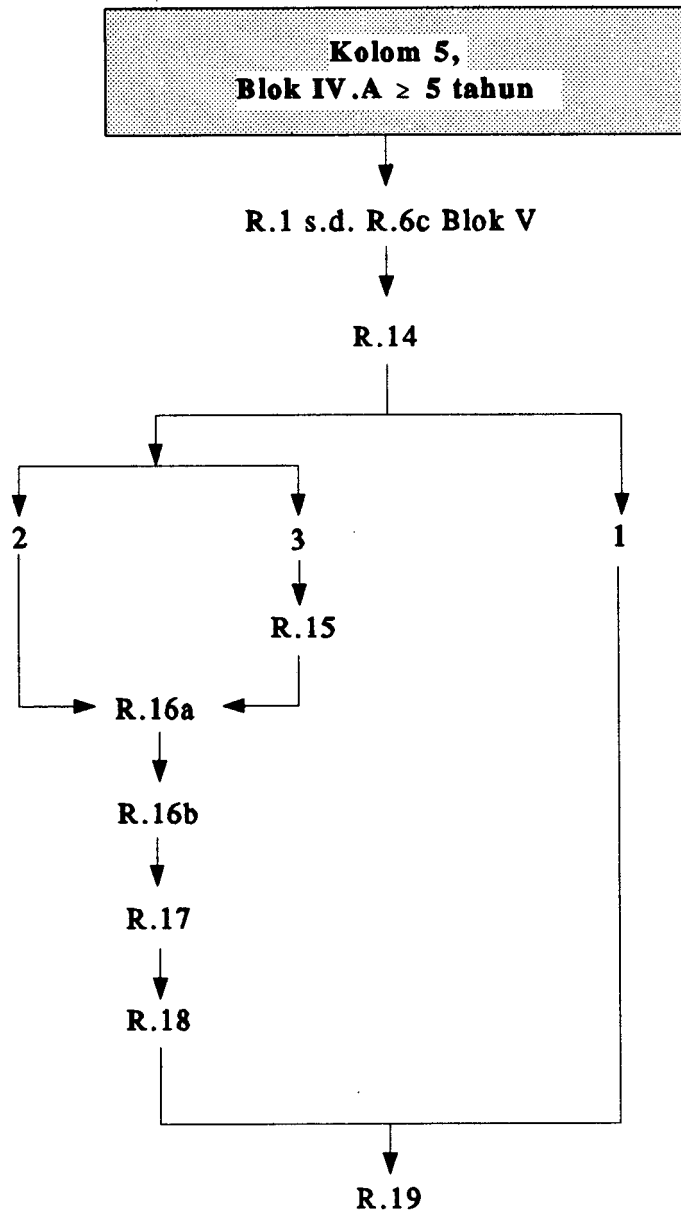 Kolom 5,
Blok IV.A ≥ 5 tahun
R.1 s.d. R.6c Blok V
R.14
2
3
1
R.15
R.16a
R.16b
R.17
R.18
R.19